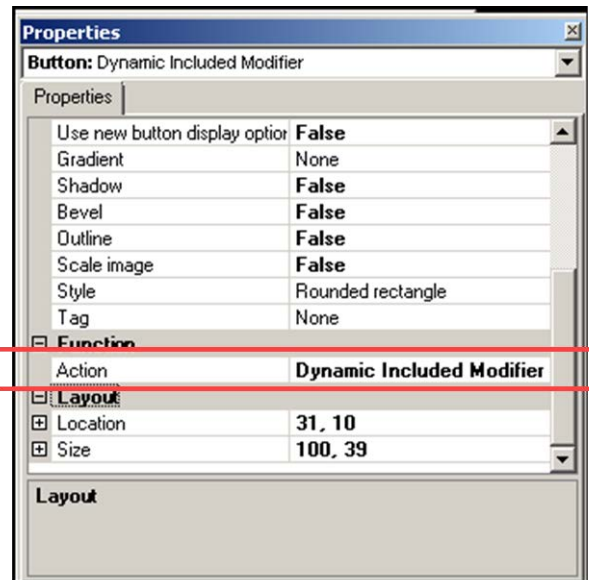 Properties
Button: Dynamic Included Modifier
Properties
Use new button display option False
Gradient None
Shadow False
Bevel False
Outline False
Scale image False
Style Rounded rectangle
Tag None
Function
Action Dynamic Included Modifier
Layout
Location 31, 10
Size 100, 39
Layout